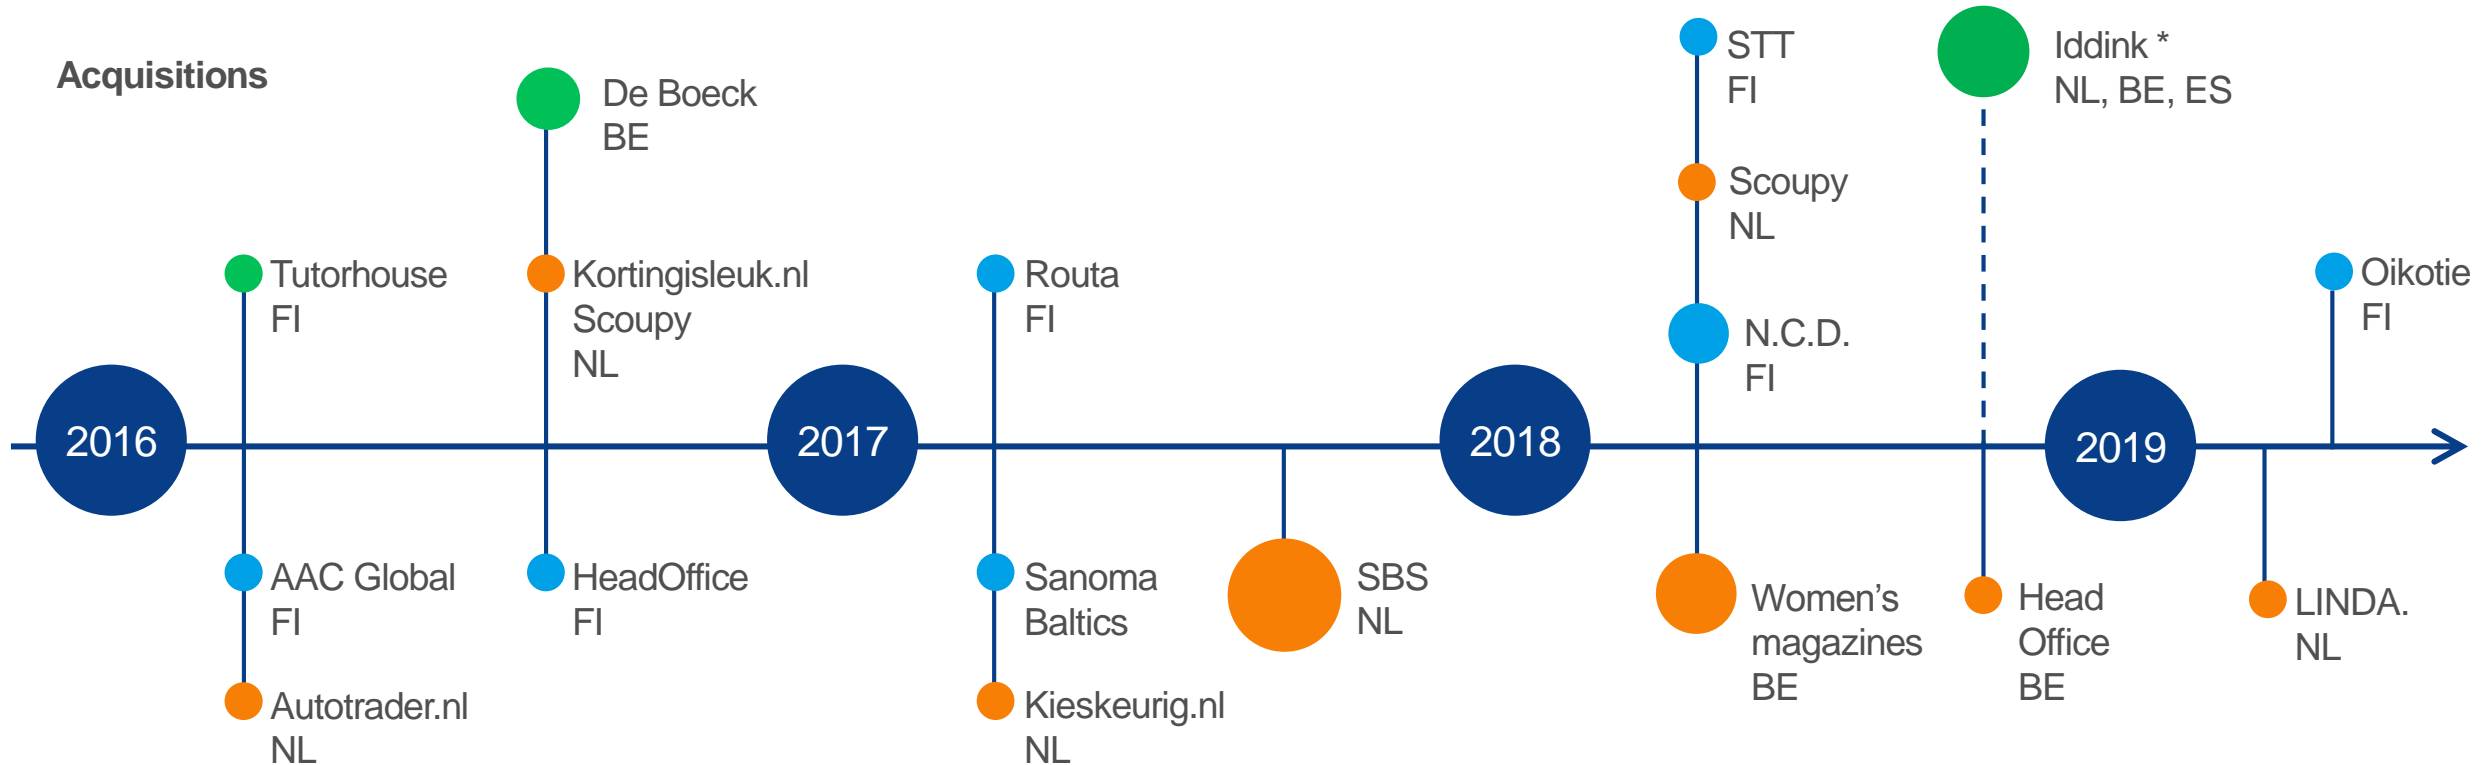 Acquisitions
De Boeck
BE
STT
FI
Iddink *
NL, BE, ES
Scoupy
NL
Tutorhouse
FI
Kortingisleuk.nl
Scoupy
NL
Routa
FI
N.C.D.
FI
Oikotie
FI
2016
2017
2018
2019
AAC Global
FI
Autotrader.nl
NL
HeadOffice
FI
Sanoma
Baltics
Kieskeurig.nl
NL
SBS
NL
Women’s
magazines
BE
Head
Office
BE
LINDA.
NL